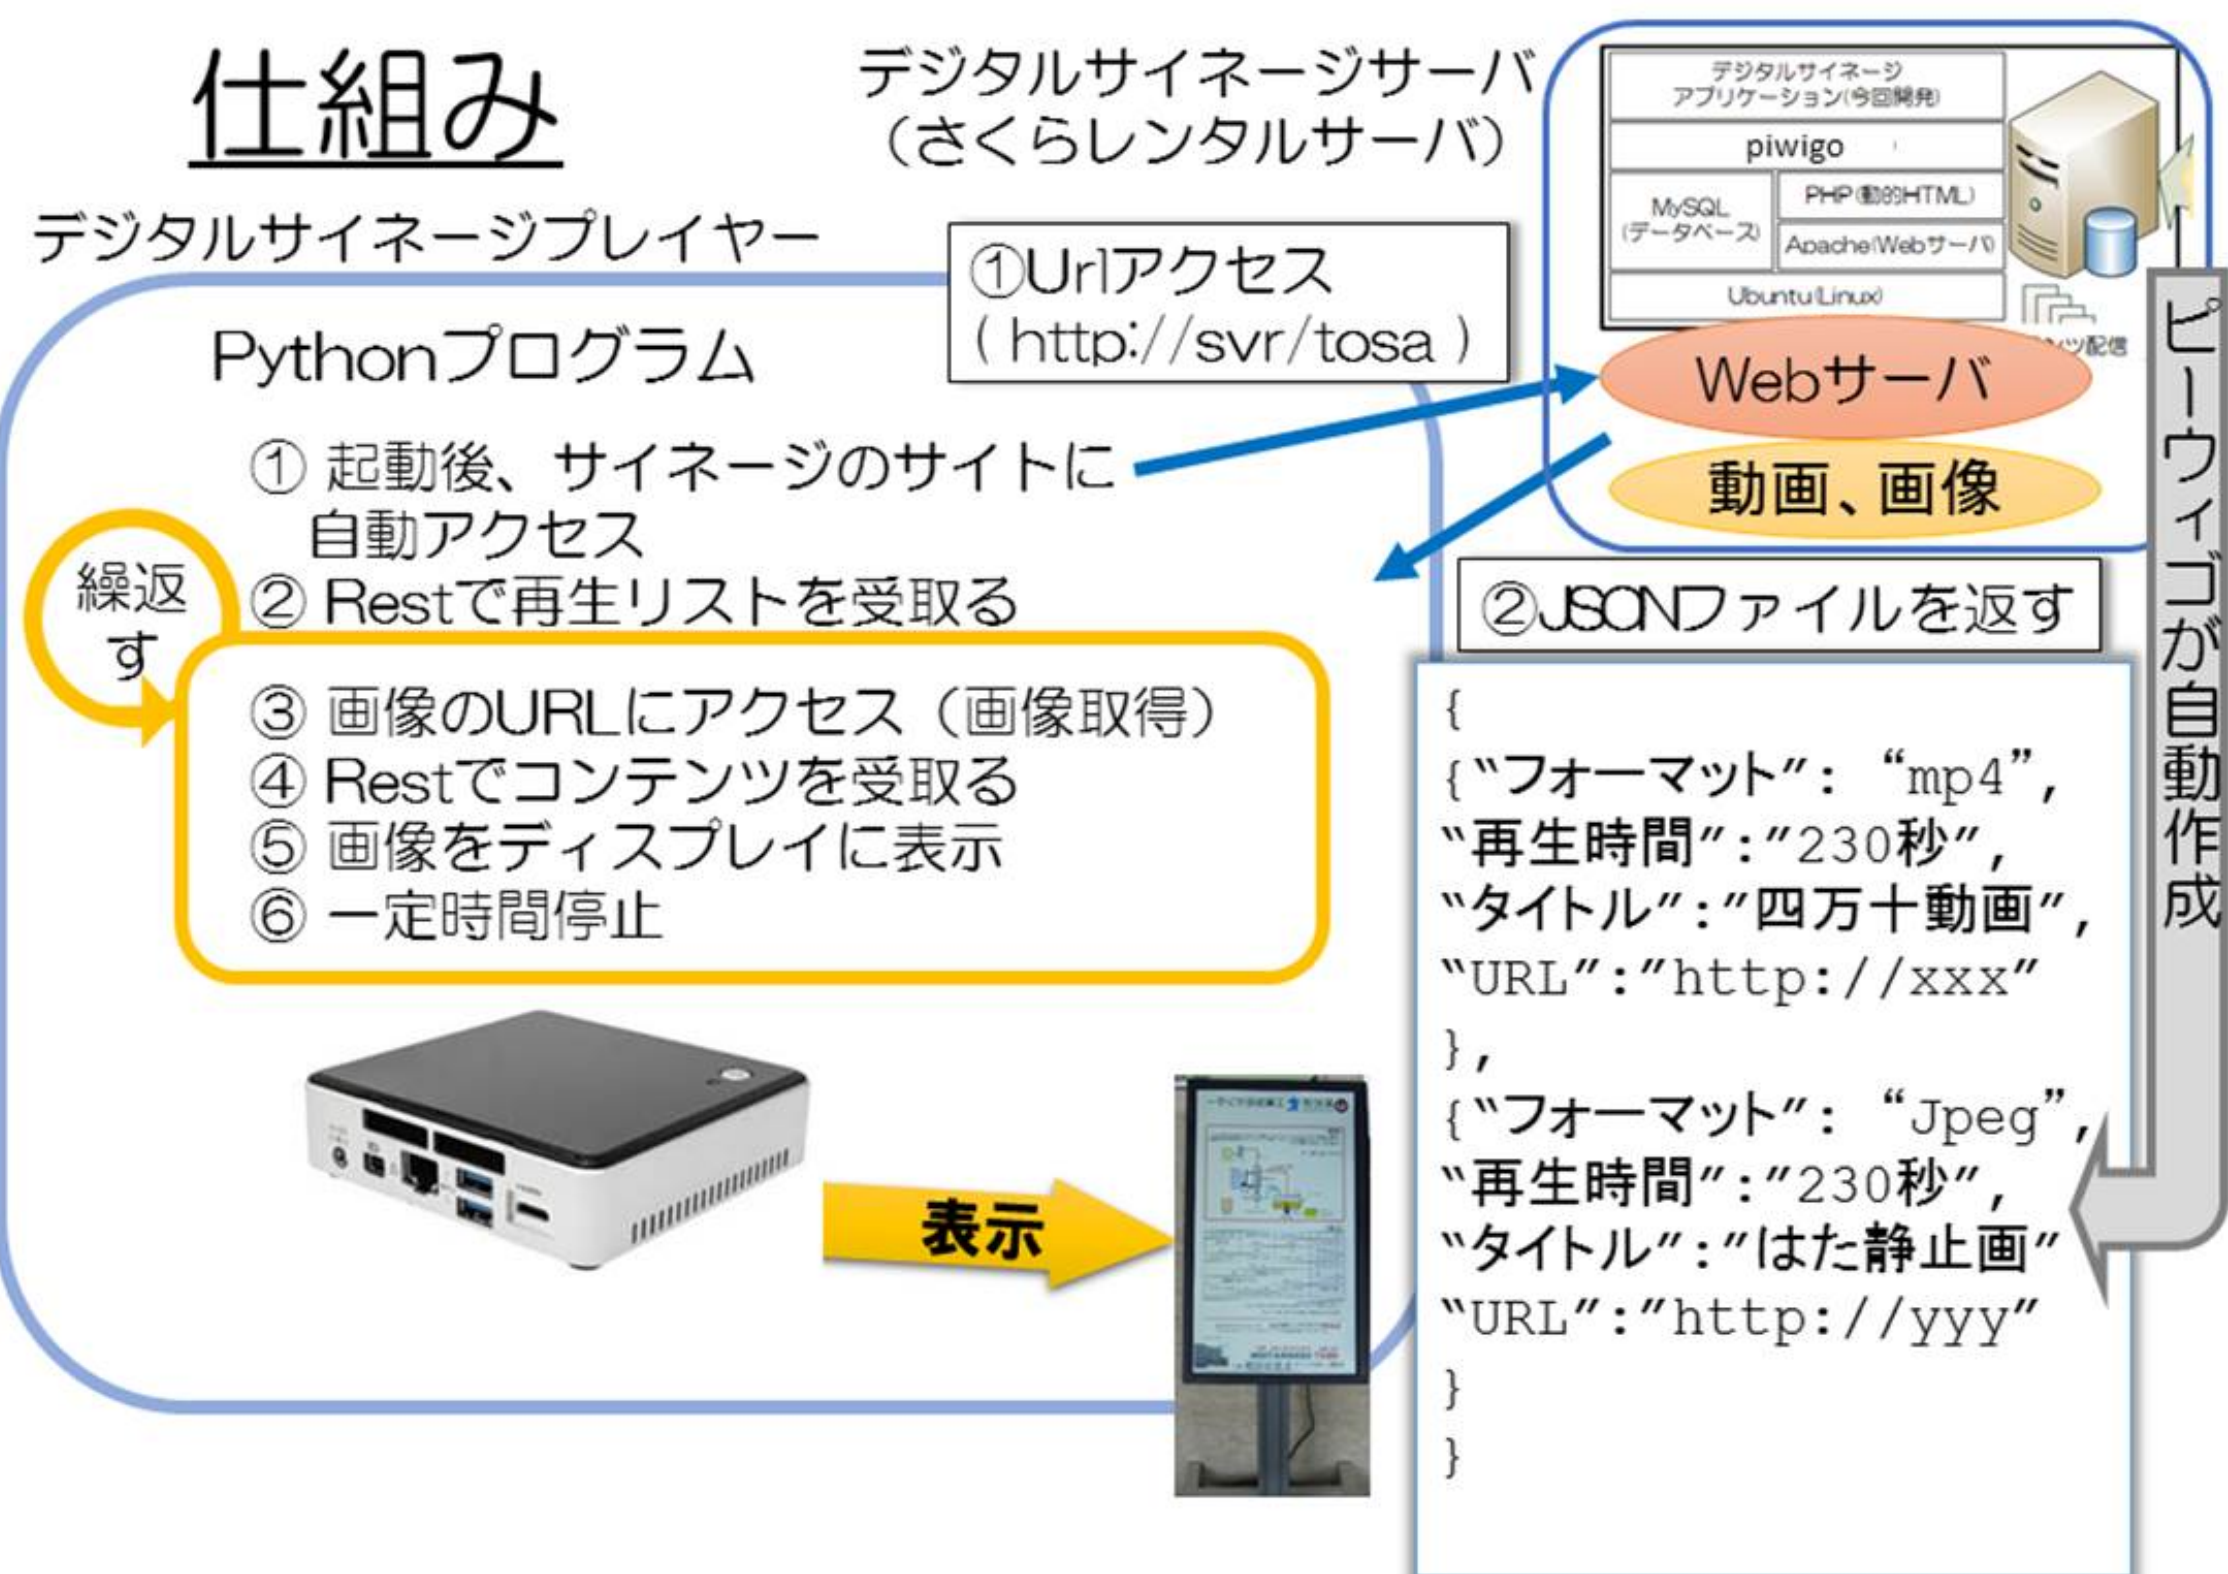 仕組み
デジタルサイネージサーバ
（さくらレンタルサーバ）
デジタルサイネージ
アプリケーション(今回開発)
piwigo
MySQL
(データベース)
PHP(動的HTML)
Apache(Webサーバ)
Ubuntu(Linux)
ンツ配信
Webサーバ
動画、画像
デジタルサイネージプレイヤー
①Urlアクセス
( http://svr/tosa )
Pythonプログラム
① 起動後、サイネージのサイトに
自動アクセス
② Restで再生リストを受取る
繰返
す
③ 画像のURLにアクセス（画像取得）
④ Restでコンテンツを受取る
⑤ 画像をディスプレイに表示
⑥ 一定時間停止
表示
②JSONファイルを返す
{
{“フォーマット”: “mp4”,
“再生時間”:”230秒”,
“タイトル”:”四万十動画”,
“URL”:”http://xxx”
},
{“フォーマット”: “Jpeg”,
“再生時間”:”230秒”,
“タイトル”:”はた静止画”
“URL”:”http://yyy”
}
}
ピーウィゴが自動作成